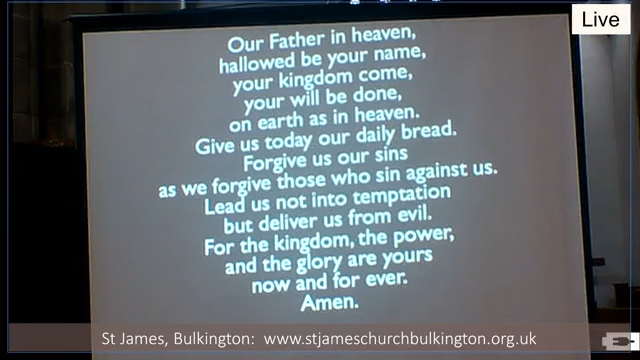 Live
Our Father in heaven,
hallowed be your name,
your kingdom come,
your will be done,
on earth as in heaven.
Give us today our daily bread.
Forgive us our sins
as we forgive those who sin against us.
Lead us not into temptation
but deliver us from evil.
For the kingdom, the power,
and the glory are yours
now and for ever.
Amen.
St James, Bulkington: www.stjameschurchbulkington.org.uk